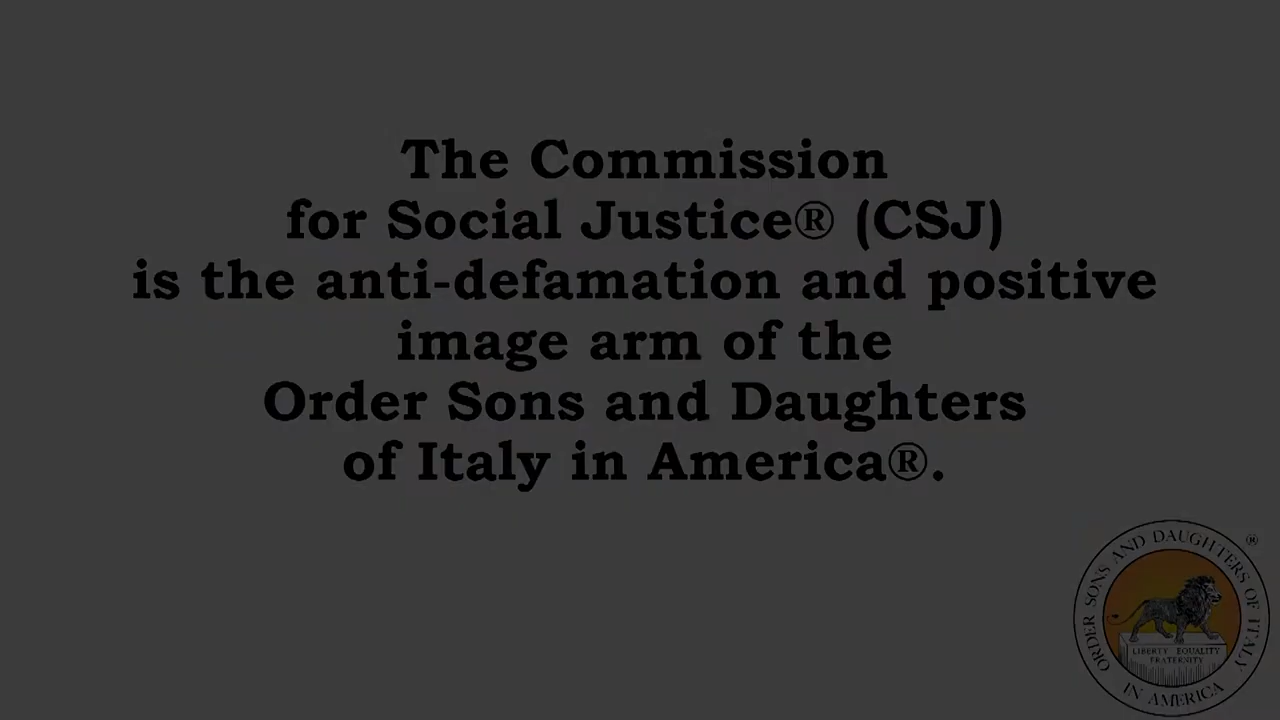 The Commission
for Social Justice® (CSJ)
is the anti-defamation and positive
image arm of the
Order Sons and Daughters
of Italy in America®.
ORDER SONS AND DAUGHTERS OF ITALY ®
LIBERTY EQUALITY
FRATERNITY
IN AMERICA